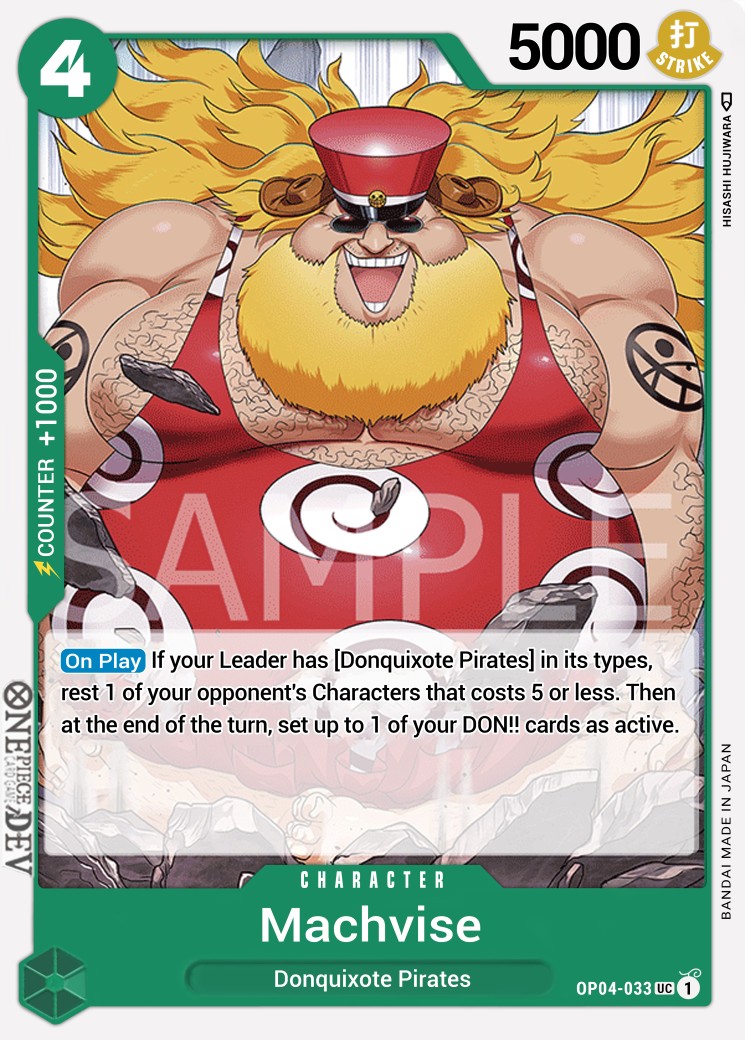 4
5000
打
STRIKE
HISASHI HUJIWARA
COUNTER +1000
SAMPLE
On Play If your Leader has [Donquixote Pirates] in its types,
rest 1 of your opponent's Characters that costs 5 or less. Then
at the end of the turn, set up to 1 of your DON!! cards as active.
ONE PIECE
CARD GAME
DEV
BANDAI MADE IN JAPAN
CHARACTER
Machvise
Donquixote Pirates
OP04-033 UC 1